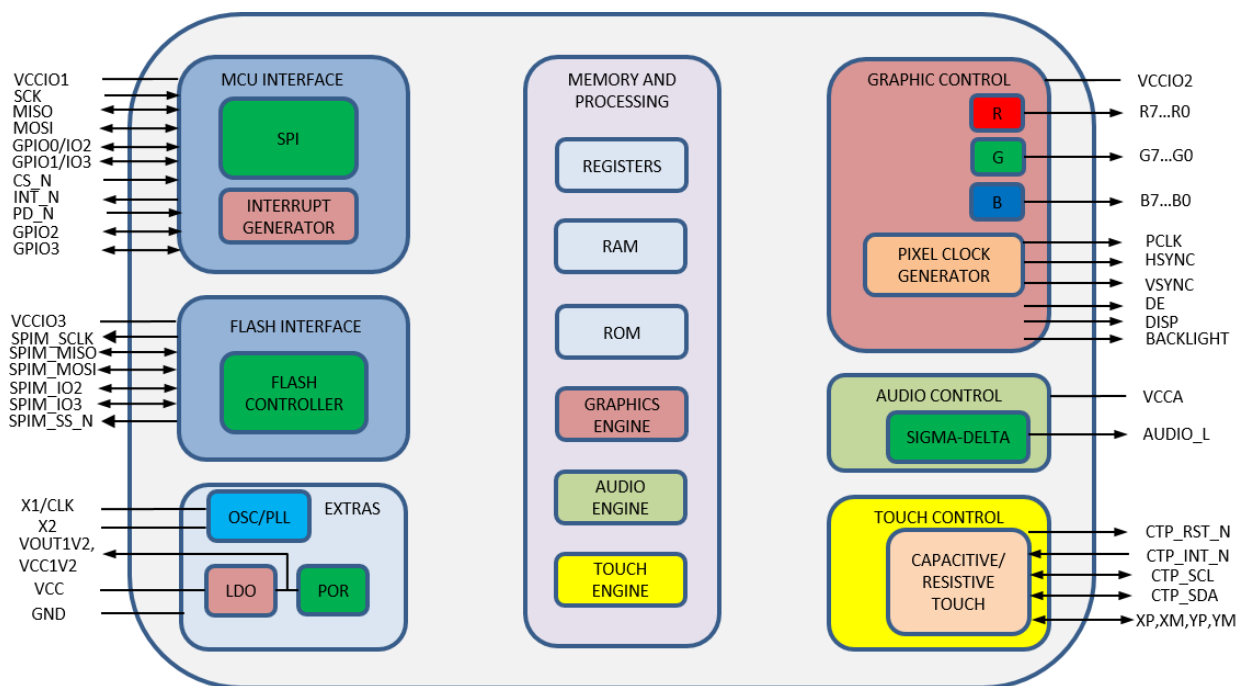 VCCIO1
SCK
MISO
MOSI
GPIO0/IO2
GPIO1/IO3
CS_N
INT_N
PD_N
GPIO2
GPIO3
MCU INTERFACE
SPI
INTERRUPT
GENERATOR
VCCIO3
SPIM_SCLK
SPIM_MISO
SPIM_MOSI
SPIM_IO2
SPIM_IO3
SPIM_SS_N
FLASH INTERFACE
FLASH
CONTROLLER
X1/CLK
X2
VOUT1V2,
VCC1V2
VCC
GND
OSC/PLL
EXTRAS
LDO
POR
MEMORY AND
PROCESSING
REGISTERS
RAM
ROM
GRAPHICS
ENGINE
AUDIO
ENGINE
TOUCH
ENGINE
GRAPHIC CONTROL
R
G
B
PIXEL CLOCK
GENERATOR
VCCIO2
R7...R0
G7...G0
B7...B0
PCLK
HSYNC
VSYNC
DE
DISP
BACKLIGHT
AUDIO CONTROL
SIGMA-DELTA
VCCA
AUDIO_L
TOUCH CONTROL
CAPACITIVE/
RESISTIVE
TOUCH
CTP_RST_N
CTP_INT_N
CTP_SCL
CTP_SDA
XP,XM,YP,YM